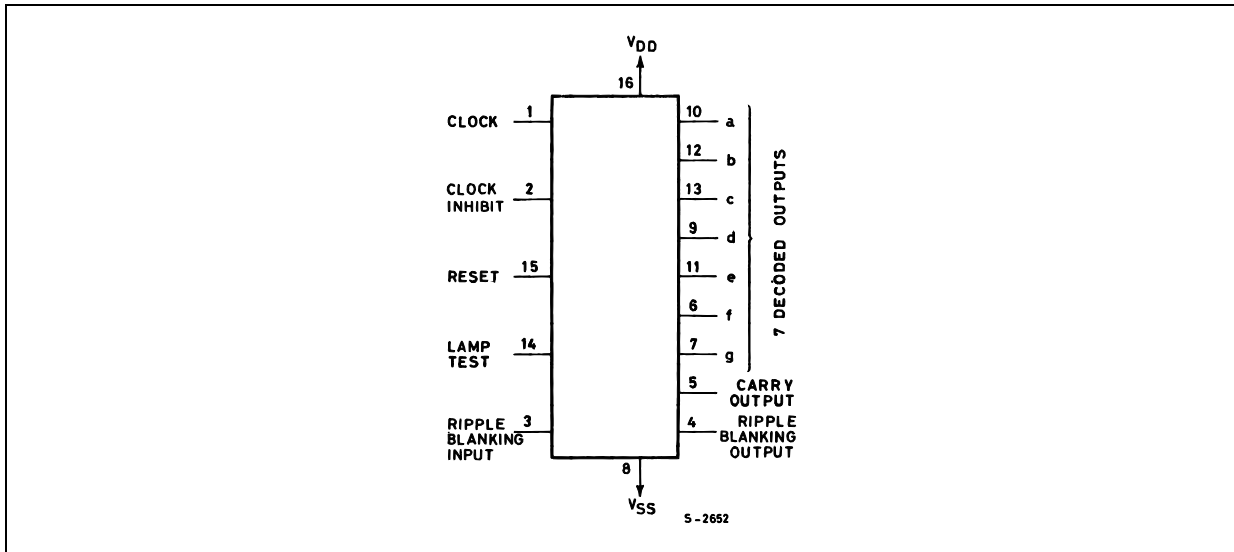 VDD
16
CLOCK 1
10 a
12 b
CLOCK
INHIBIT 2
13 c
9 d
RESET 15
11 e
6 f
LAMP
TEST 14
7 g
7 DECODED OUTPUTS
5 CARRY
OUTPUT
RIPPLE
BLANKING
INPUT 3
4 RIPPLE
BLANKING
OUTPUT
8
VSS
S-2652